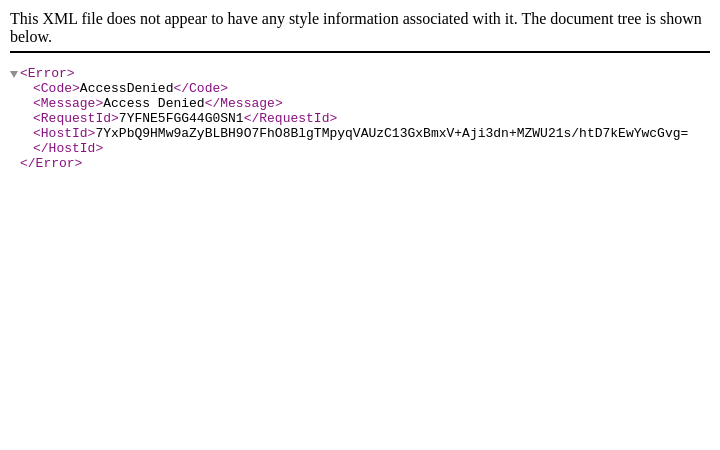 This XML file does not appear to have any style information associated with it. The document tree is shown
below.
<Error>
<Code>AccessDenied</Code>
<Message>Access Denied</Message>
<RequestId>7YFNE5FGG44G0SN1</RequestId>
<HostId>7YxPbQ9HMw9aZyBLBH9O7FhO8BlgTMpyqVAUzC13GxBmxV+Aji3dn+MZWU21s/htD7kEwYwcGvg=
</HostId>
</Error>